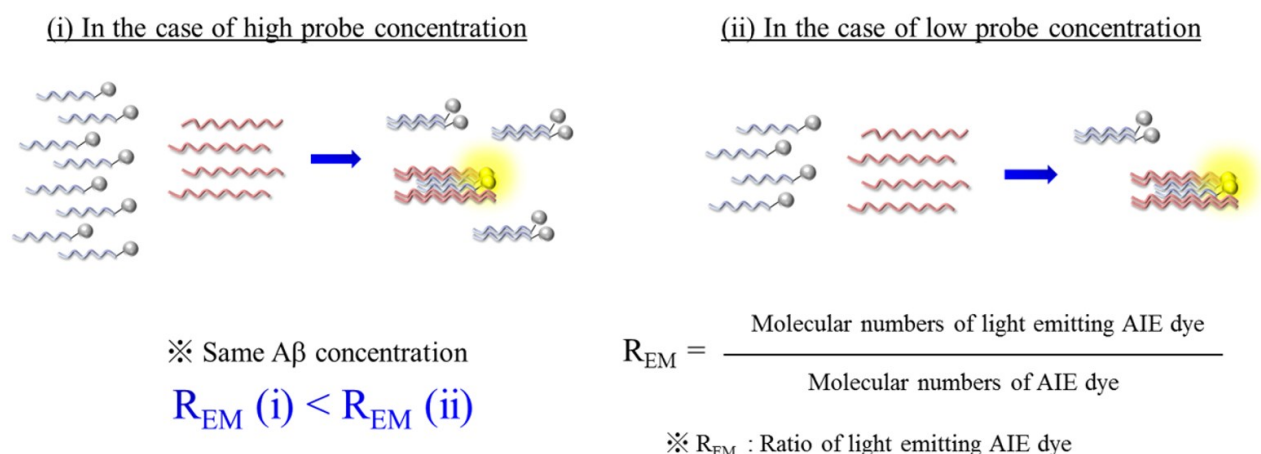 (i) In the case of high probe concentration
(ii) In the case of low probe concentration
※ Same Aβ concentration
R_EM (i) < R_EM (ii)
R_EM =
Molecular numbers of light emitting AIE dye
Molecular numbers of AIE dye
※ R_EM : Ratio of light emitting AIE dye